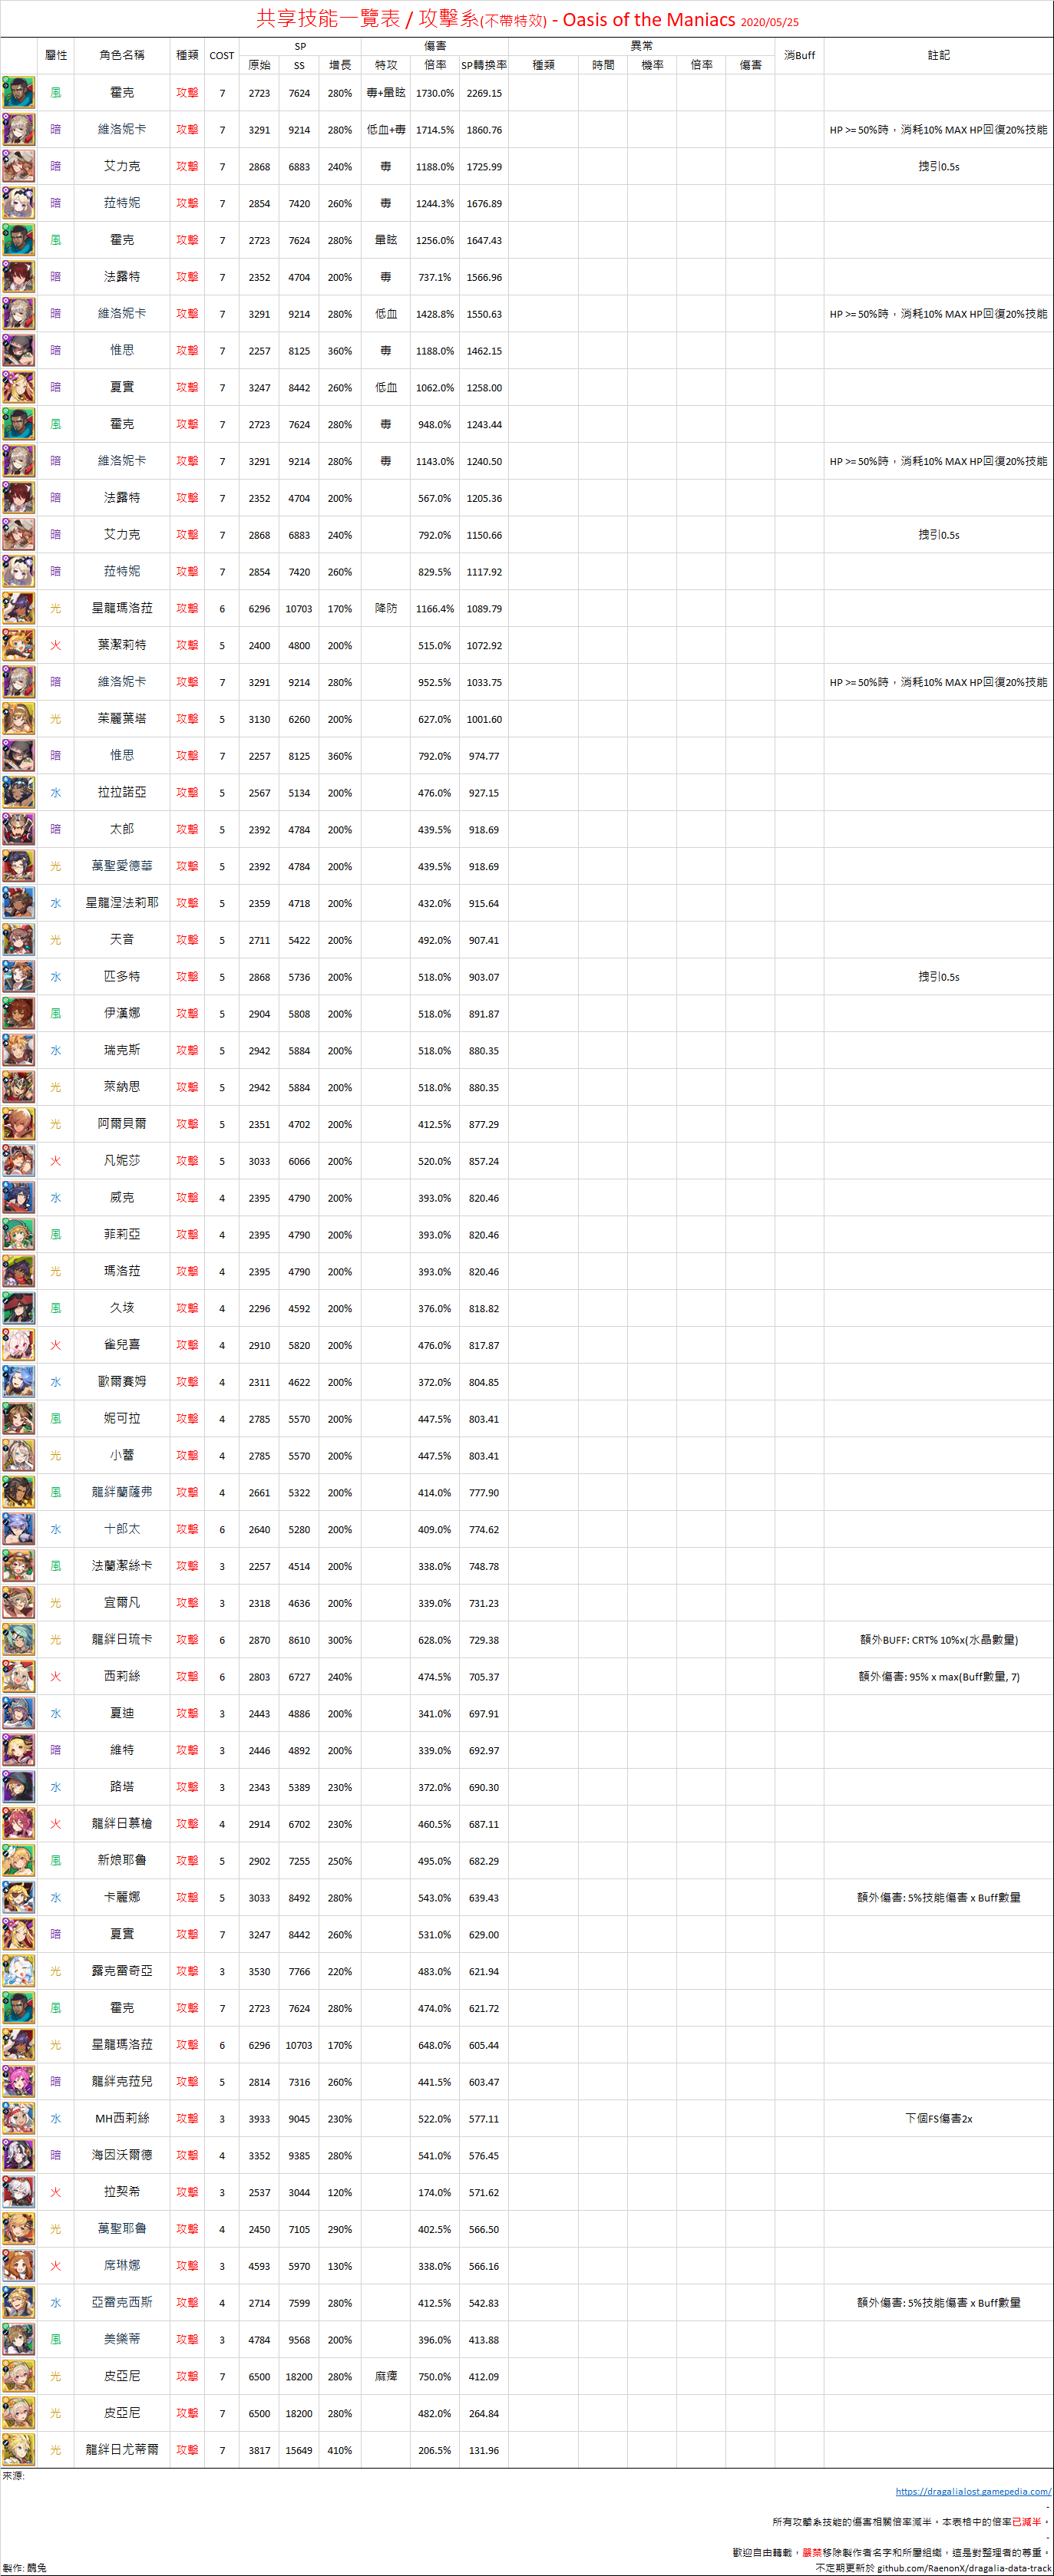 共享技能一覽表 / 攻擊系(不帶特效) - Oasis of the Maniacs 2020/05/25
屬性 角色名稱 種類 COST SP 傷害 異常 消Buff 註記
原始 SS 增長 特攻 倍率 SP轉換率 種類 時間 機率 倍率 傷害
風 霍克 攻擊 7 2723 7624 280% 毒+暈眩 1730.0% 2269.15
暗 維洛妮卡 攻擊 7 3291 9214 280% 低血+毒 1714.5% 1860.76 HP >= 50%時，消耗10% MAX HP回復20%技能
暗 艾力克 攻擊 7 2868 6883 240% 毒 1188.0% 1725.99 拽引0.5s
暗 菈特妮 攻擊 7 2854 7420 260% 毒 1244.3% 1676.89
風 霍克 攻擊 7 2723 7624 280% 暈眩 1256.0% 1647.43
暗 法露特 攻擊 7 2352 4704 200% 毒 737.1% 1566.96
暗 維洛妮卡 攻擊 7 3291 9214 280% 低血 1428.8% 1550.63 HP >= 50%時，消耗10% MAX HP回復20%技能
暗 惟思 攻擊 7 2257 8125 360% 毒 1188.0% 1462.15
暗 夏實 攻擊 7 3247 8442 260% 低血 1062.0% 1258.00
風 霍克 攻擊 7 2723 7624 280% 毒 948.0% 1243.44
暗 維洛妮卡 攻擊 7 3291 9214 280% 毒 1143.0% 1240.50 HP >= 50%時，消耗10% MAX HP回復20%技能
暗 法露特 攻擊 7 2352 4704 200% 567.0% 1205.36
暗 艾力克 攻擊 7 2868 6883 240% 792.0% 1150.66 拽引0.5s
暗 菈特妮 攻擊 7 2854 7420 260% 829.5% 1117.92
光 星龍瑪洛菈 攻擊 6 6296 10703 170% 降防 1166.4% 1089.79
火 葉潔莉特 攻擊 5 2400 4800 200% 515.0% 1072.92
暗 維洛妮卡 攻擊 7 3291 9214 280% 952.5% 1033.75 HP >= 50%時，消耗10% MAX HP回復20%技能
光 茱麗葉塔 攻擊 5 3130 6260 200% 627.0% 1001.60
暗 惟思 攻擊 7 2257 8125 360% 792.0% 974.77
水 拉拉諾亞 攻擊 5 2567 5134 200% 476.0% 927.15
暗 太郎 攻擊 5 2392 4784 200% 439.5% 918.69
光 萬聖愛德華 攻擊 5 2392 4784 200% 439.5% 918.69
水 星龍涅法莉耶 攻擊 5 2359 4718 200% 432.0% 915.64
光 天音 攻擊 5 2711 5422 200% 492.0% 907.41
水 匹多特 攻擊 5 2868 5736 200% 518.0% 903.07 拽引0.5s
風 伊漢娜 攻擊 5 2904 5808 200% 518.0% 891.87
水 瑞克斯 攻擊 5 2942 5884 200% 518.0% 880.35
光 萊納思 攻擊 5 2942 5884 200% 518.0% 880.35
光 阿爾貝爾 攻擊 5 2351 4702 200% 412.5% 877.29
火 凡妮莎 攻擊 5 3033 6066 200% 520.0% 857.24
水 威克 攻擊 4 2395 4790 200% 393.0% 820.46
風 菲莉亞 攻擊 4 2395 4790 200% 393.0% 820.46
光 瑪洛菈 攻擊 4 2395 4790 200% 393.0% 820.46
風 久垓 攻擊 4 2296 4592 200% 376.0% 818.82
火 雀兒喜 攻擊 4 2910 5820 200% 476.0% 817.87
水 歐爾賽姆 攻擊 4 2311 4622 200% 372.0% 804.85
風 妮可拉 攻擊 4 2785 5570 200% 447.5% 803.41
光 小蕾 攻擊 4 2785 5570 200% 447.5% 803.41
風 龍絆蘭薩弗 攻擊 4 2661 5322 200% 414.0% 777.90
水 十郎太 攻擊 6 2640 5280 200% 409.0% 774.62
風 法蘭潔絲卡 攻擊 3 2257 4514 200% 338.0% 748.78
光 宜爾凡 攻擊 3 2318 4636 200% 339.0% 731.23
光 龍絆日琉卡 攻擊 6 2870 8610 300% 628.0% 729.38 額外BUFF: CRT% 10%x(水晶數量)
火 西莉絲 攻擊 6 2803 6727 240% 474.5% 705.37 額外傷害: 95% x max(Buff數量, 7)
水 夏迪 攻擊 3 2443 4886 200% 341.0% 697.91
暗 維特 攻擊 3 2446 4892 200% 339.0% 692.97
水 路塔 攻擊 3 2343 5389 230% 372.0% 690.30
火 龍絆日慕槍 攻擊 4 2914 6702 230% 460.5% 687.11
風 新娘耶魯 攻擊 5 2902 7255 250% 495.0% 682.29
水 卡麗娜 攻擊 5 3033 8492 280% 543.0% 639.43 額外傷害: 5%技能傷害 x Buff數量
暗 夏實 攻擊 7 3247 8442 260% 531.0% 629.00
光 露克雷奇亞 攻擊 3 3530 7766 220% 483.0% 621.94
風 霍克 攻擊 7 2723 7624 280% 474.0% 621.72
光 星龍瑪洛菈 攻擊 6 6296 10703 170% 648.0% 605.44
暗 龍絆克菈兒 攻擊 5 2814 7316 260% 441.5% 603.47
水 MH西莉絲 攻擊 3 3933 9045 230% 522.0% 577.11 下個FS傷害2x
暗 海因沃爾德 攻擊 4 3352 9385 280% 541.0% 576.45
火 拉契希 攻擊 3 2537 3044 120% 174.0% 571.62
光 萬聖耶魯 攻擊 4 2450 7105 290% 402.5% 566.50
火 席琳娜 攻擊 3 4593 5970 130% 338.0% 566.16
水 亞雷克西斯 攻擊 4 2714 7599 280% 412.5% 542.83 額外傷害: 5%技能傷害 x Buff數量
風 美樂蒂 攻擊 3 4784 9568 200% 396.0% 413.88
光 皮亞尼 攻擊 7 6500 18200 280% 麻痺 750.0% 412.09
光 皮亞尼 攻擊 7 6500 18200 280% 482.0% 264.84
光 龍絆日尤蒂爾 攻擊 7 3817 15649 410% 206.5% 131.96
來源:
https://dragalialost.gamepedia.com/
-
所有攻擊系技能的傷害相關倍率減半，本表格中的倍率已減半。
-
歡迎自由轉載，嚴禁移除製作者名字和所屬組織，這是對整理者的尊重。
製作: 醴兔 不定期更新於 github.com/RaenonX/dragalia-data-track